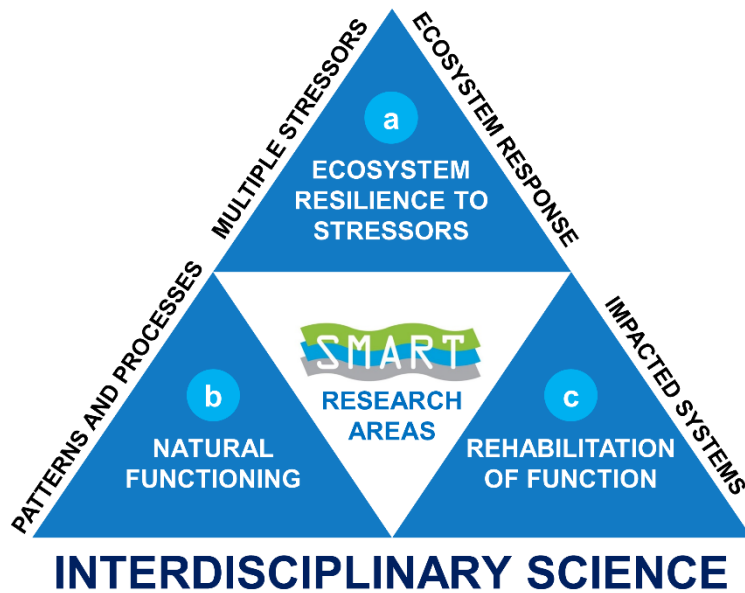 MULTIPLE STRESSORS
ECOSYSTEM RESPONSE
a
ECOSYSTEM
RESILIENCE TO
STRESSORS
PATTERNS AND PROCESSES
IMPACTED SYSTEMS
SMART
RESEARCH
AREAS
b
NATURAL
FUNCTIONING
c
REHABILITATION
OF FUNCTION
INTERDISCIPLINARY SCIENCE